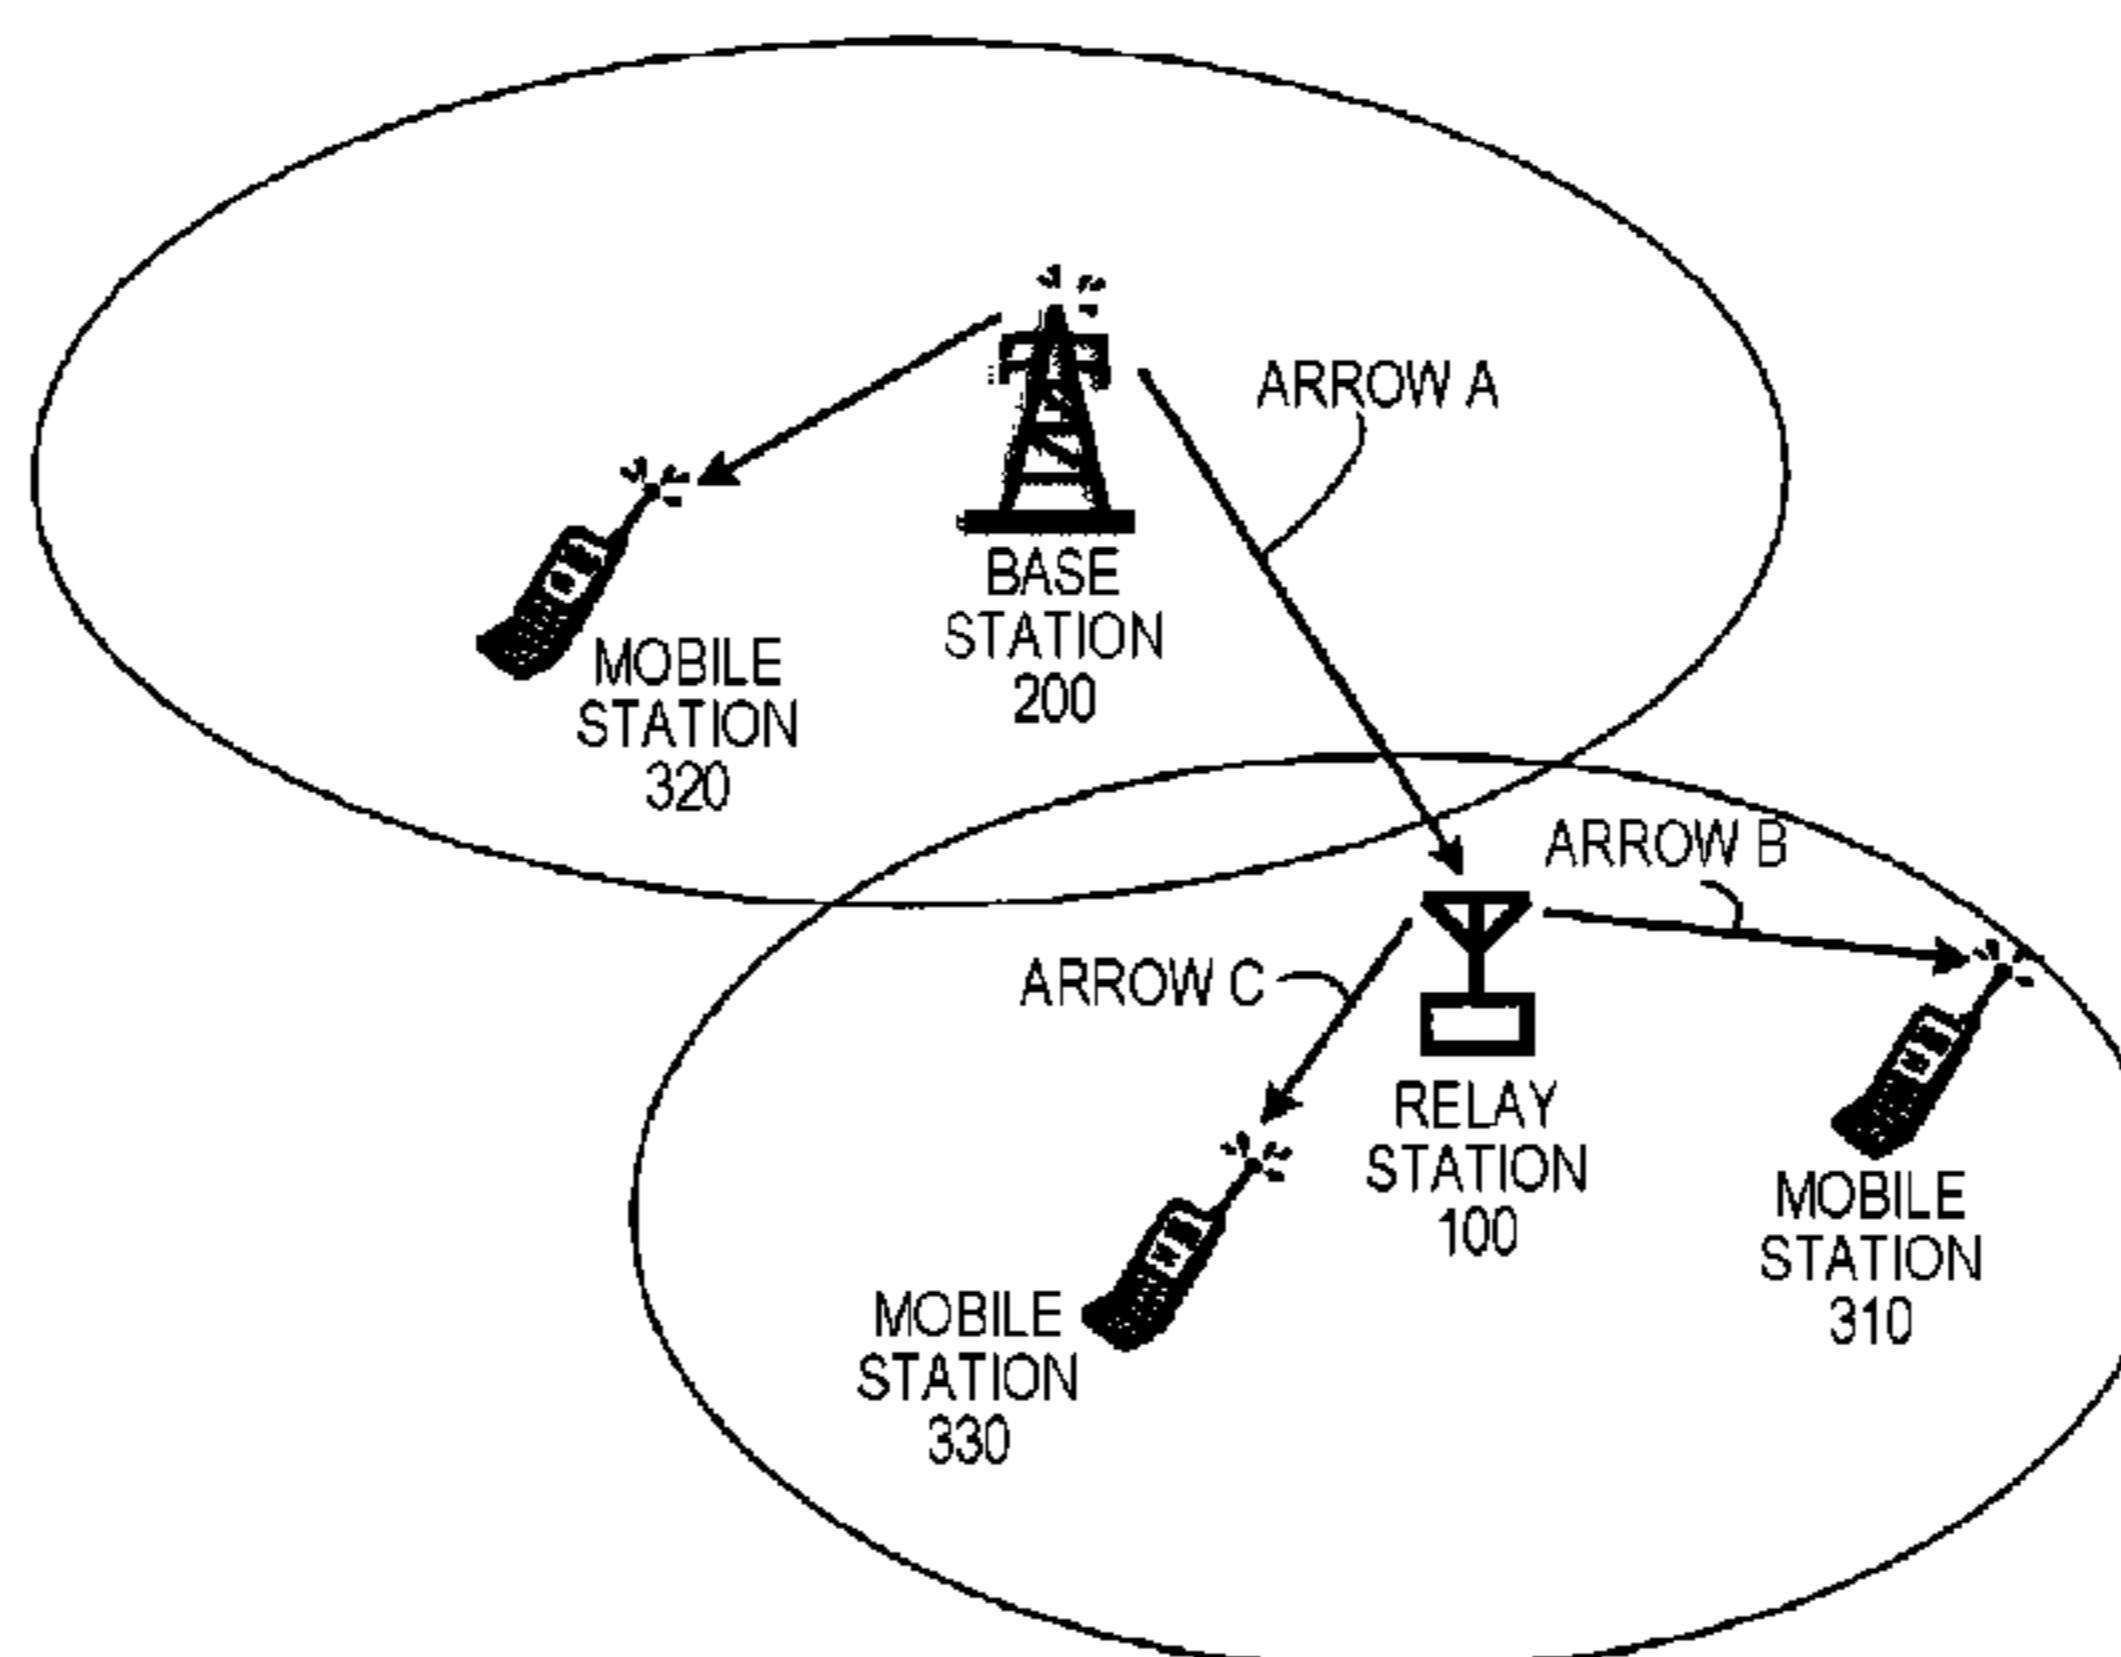 ARROW A
BASE
STATION
200
MOBILE
STATION
320
ARROW B
ARROW C
RELAY
STATION
100
MOBILE
STATION
310
MOBILE
STATION
330